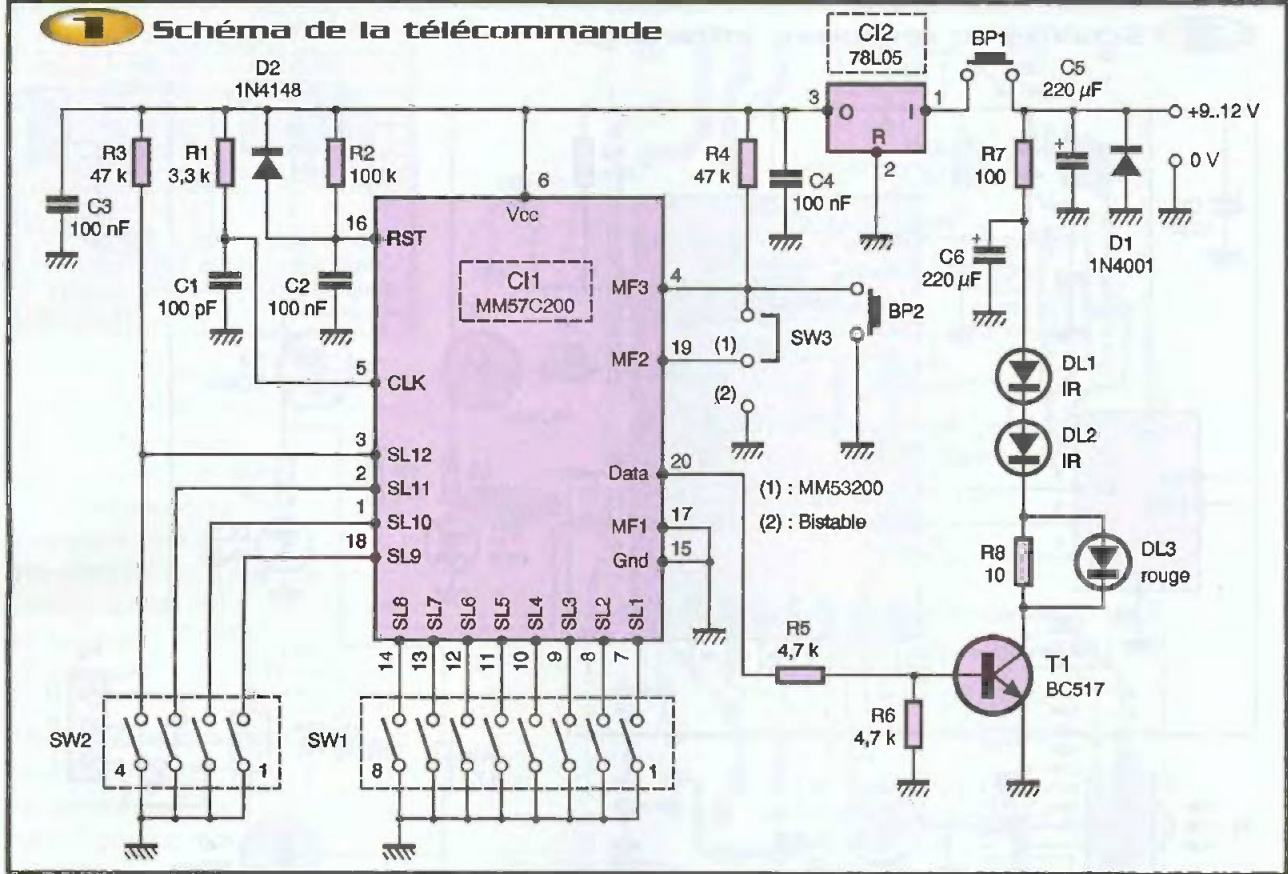 1 Schéma de la télécommande
D2
1N4148
CI2
78L05
BP1
C5
220 µF
3
O
I
1
R
2
+9..12 V
0 V
R3
47 k
R1
3,3 k
R2
100 k
R4
47 k
R7
100
C3
100 nF
C4
100 nF
D1
1N4001
6
Vcc
16
RST
CI1
MM57C200
C1
100 pF
C2
100 nF
C6
220 µF
MF3
4
BP2
SW3
MF2
19
(1)
(2)
5
CLK
DL1
IR
DL2
IR
3
SL12
2
SL11
1
SL10
18
SL9
Data
20
(1) : MM53200
(2) : Bistable
MF1
17
Gnd
15
R8
10
DL3
rouge
SL8
SL7
SL6
SL5
SL4
SL3
SL2
SL1
14
13
12
11
10
9
8
7
R5
4,7 k
T1
BC517
R6
4,7 k
SW2
4
1
SW1
8
1